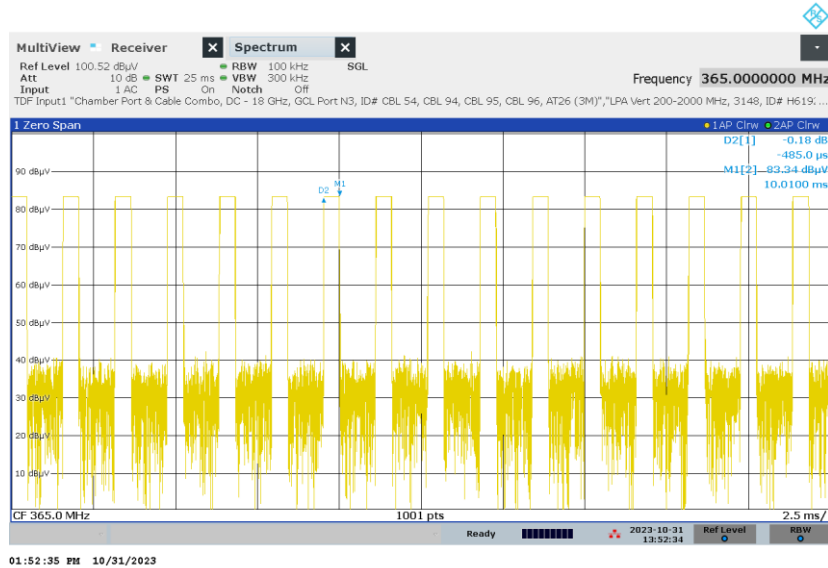 R&S
MultiView Receiver X Spectrum X
Ref Level 100.52 dBµV RBW 100 kHz SGL
Att 10 dB SWT 25 ms VBW 300 kHz
Input 1 AC PS On Notch Off
Frequency 365.0000000 MHz
TDF Input1 "Chamber Port & Cable Combo, DC - 18 GHz, GCL Port N3, ID# CBL 54, CBL 94, CBL 95, CBL 96, AT26 (3M)","LPA Vert 200-2000 MHz, 3148, ID# H619: ...
1 Zero Span 1AP Clrw 2AP Clrw
D2[1] -0.18 dB
-485.0 µs
M1[2] 83.34 dBµV
10.0100 ms
90 dBµV
D2 M1
80 dBµV
70 dBµV
60 dBµV
50 dBµV
40 dBµV
30 dBµV
20 dBµV
10 dBµV
CF 365.0 MHz 1001 pts 2.5 ms/
Ready 2023-10-31 Ref Level RBW
13:52:34
01:52:35 PM 10/31/2023